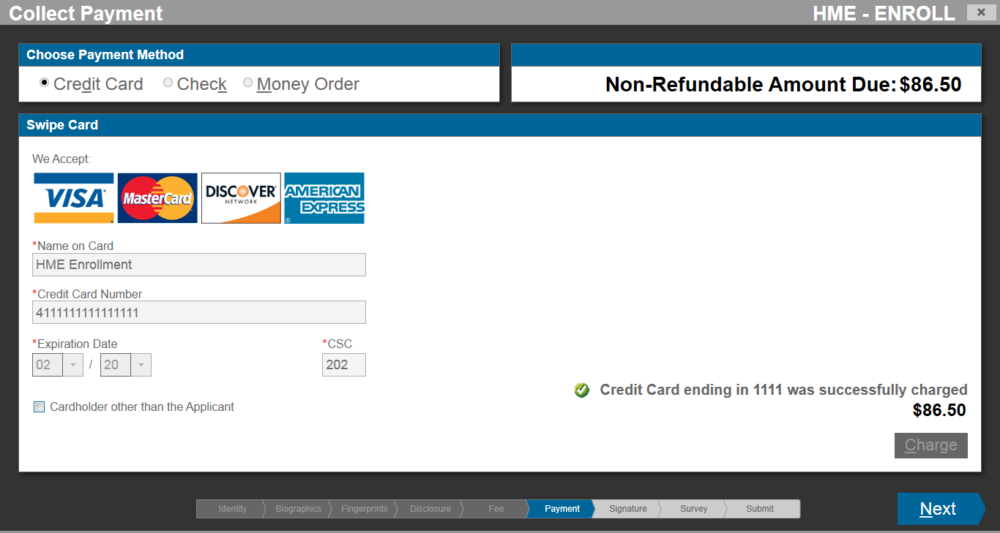 Collect Payment HME - ENROLL ×
Choose Payment Method
Credit Card Check Money Order
Non-Refundable Amount Due: $86.50
Swipe Card
We Accept:
VISA MasterCard DISCOVER NETWORK AMERICAN EXPRESS ®
*Name on Card
HME Enrollment
*Credit Card Number
4111111111111111
*Expiration Date *CSC
02 / 20 202
Cardholder other than the Applicant
Credit Card ending in 1111 was successfully charged
$86.50
Charge
Identity Biographics Fingerprints Disclosure Fee Payment Signature Survey Submit
Next